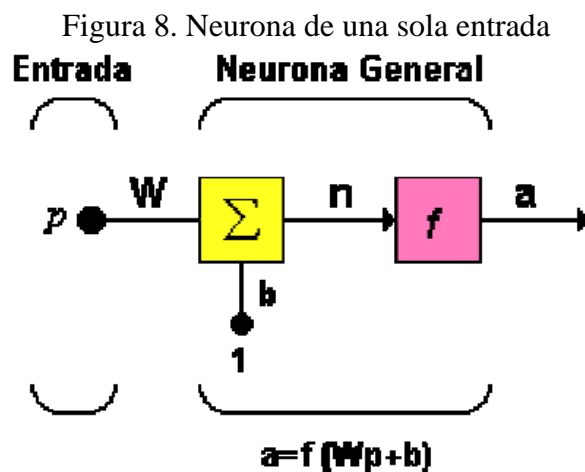 Figura 8. Neurona de una sola entrada
Entrada Neurona General
p W Σ n f a
b
1
a=f (Wp+b)